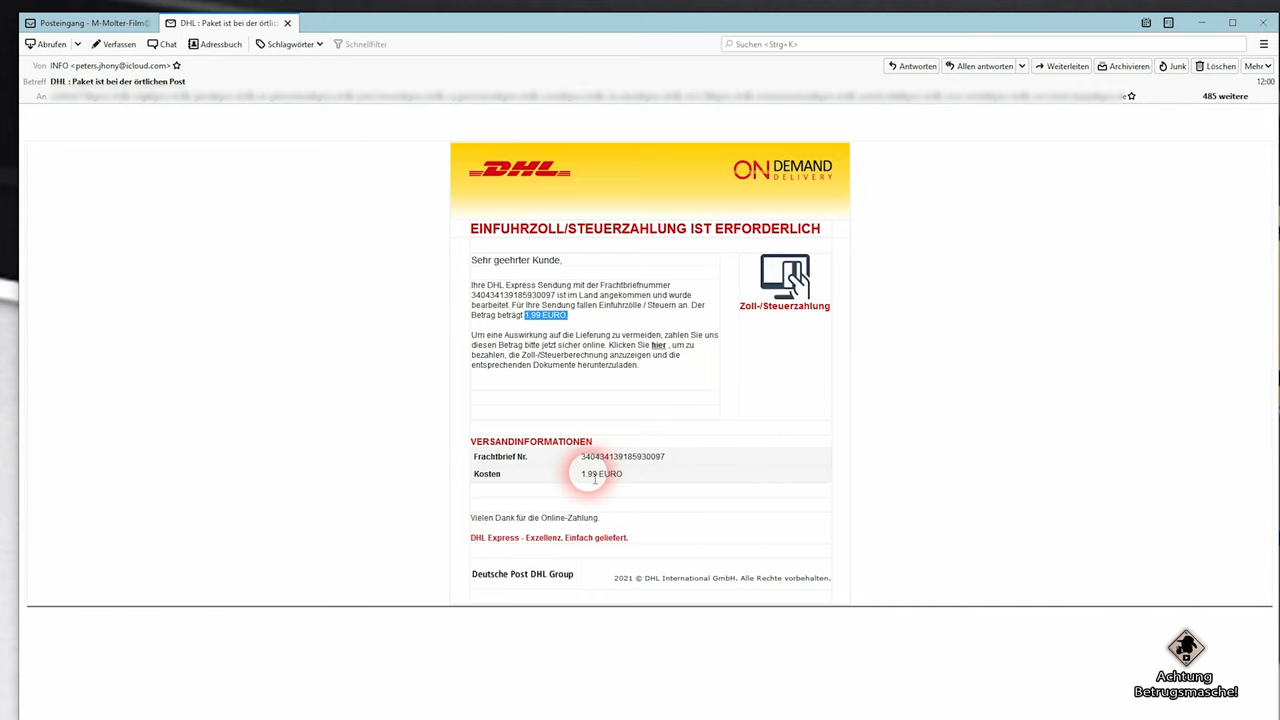 Posteingang - M-Molter-Film
DHL : Paket ist bei der örtlic
Abrufen Verfassen Chat Adressbuch Schlagwörter Schnellfilter Suchen <Strg+K>
Von INFO <peters.jhony@icloud.com> Antworten Allen antworten Weiterleiten Archivieren Junk Löschen Mehr
Betreff DHL : Paket ist bei der örtlichen Post 12:00
An 485 weitere
DHL ON DEMAND DELIVERY
EINFUHRZOLL/STEUERZAHLUNG IST ERFORDERLICH
Sehr geehrter Kunde,
Ihre DHL Express Sendung mit der Frachtbriefnummer
340434139185930097 ist im Land angekommen und wurde
bearbeitet. Für Ihre Sendung fallen Einfuhrzölle / Steuern an. Der
Betrag beträgt 1,99 EURO.
Zoll-/Steuerzahlung
Um eine Auswirkung auf die Lieferung zu vermeiden, zahlen Sie uns
diesen Betrag bitte jetzt sicher online. Klicken Sie hier , um zu
bezahlen, die Zoll-/Steuerberechnung anzuzeigen und die
entsprechenden Dokumente herunterzuladen.
VERSANDINFORMATIONEN
Frachtbrief Nr. 340434139185930097
Kosten 1.99 EURO
Vielen Dank für die Online-Zahlung.
DHL Express - Exzellenz. Einfach geliefert.
Deutsche Post DHL Group 2021 © DHL International GmbH. Alle Rechte vorbehalten.
Achtung
Betrugsmasche!